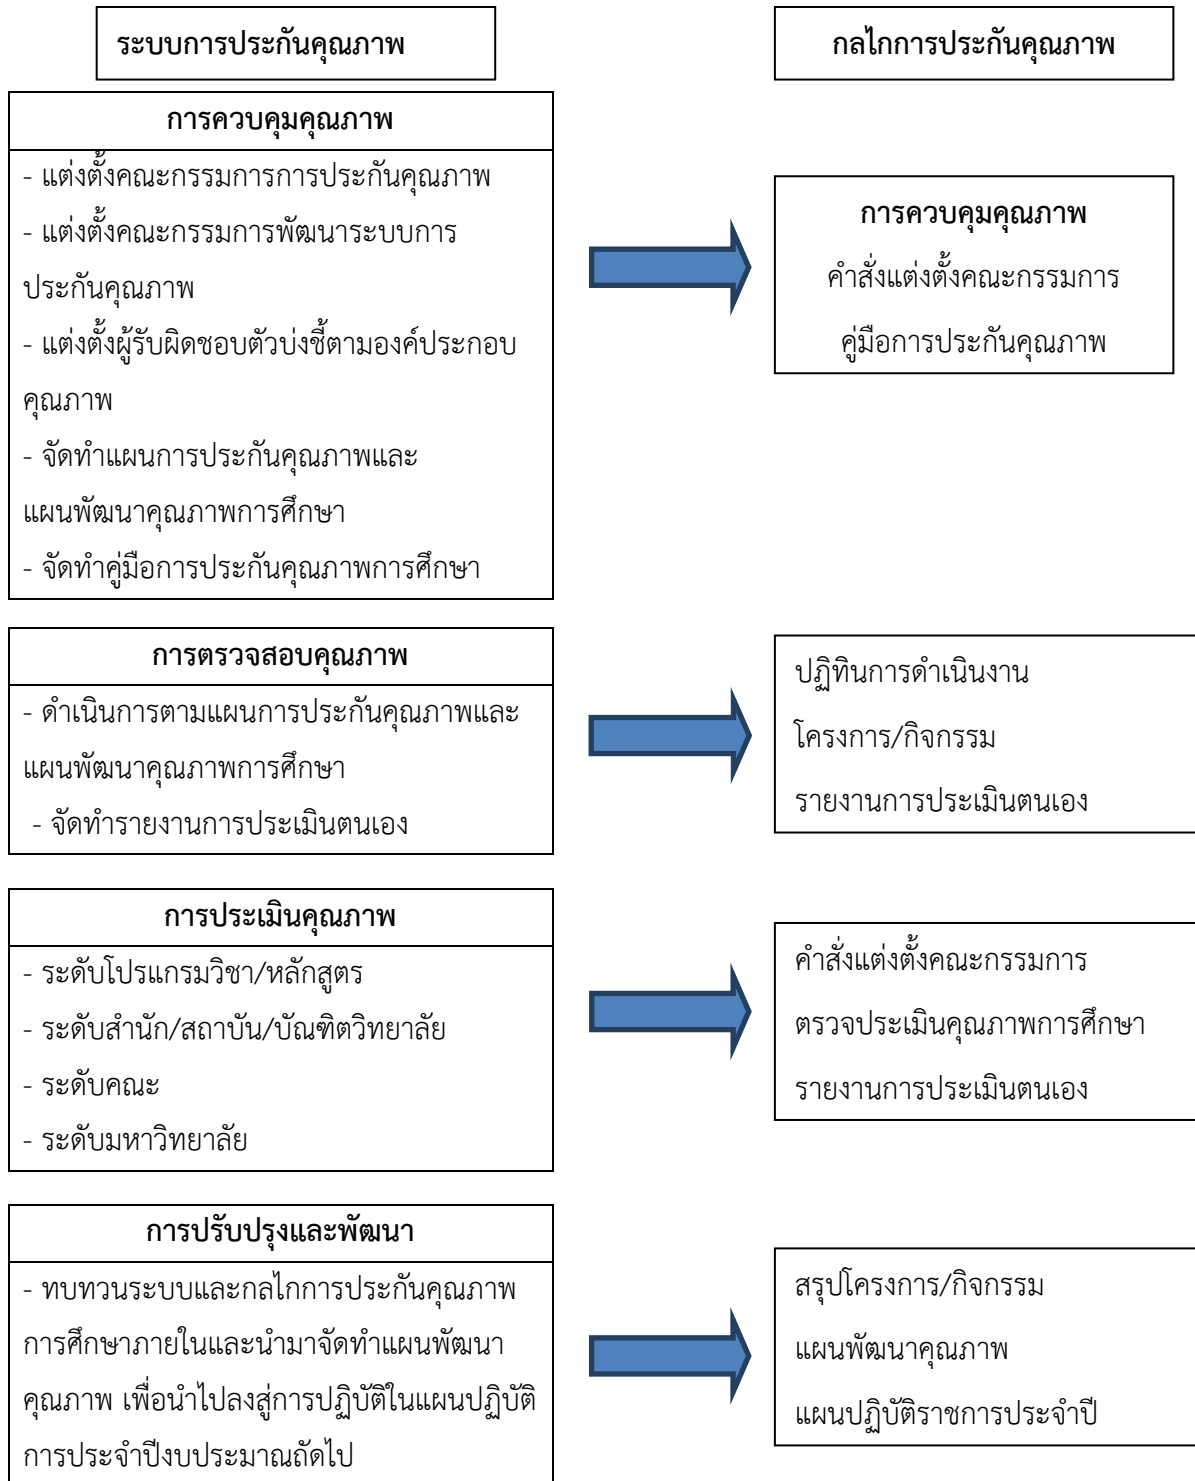 ระบบการประกันคุณภาพ
กลไกการประกันคุณภาพ
การควบคุมคุณภาพ
- แต่งตั้งคณะกรรมการการประกันคุณภาพ
- แต่งตั้งคณะกรรมการพัฒนาระบบการ
ประกันคุณภาพ
- แต่งตั้งผู้รับผิดชอบตัวบ่งชี้ตามองค์ประกอบ
คุณภาพ
- จัดทำแผนการประกันคุณภาพและ
แผนพัฒนาคุณภาพการศึกษา
- จัดทำคู่มือการประกันคุณภาพการศึกษา
การควบคุมคุณภาพ
คำสั่งแต่งตั้งคณะกรรมการ
คู่มือการประกันคุณภาพ
การตรวจสอบคุณภาพ
- ดำเนินการตามแผนการประกันคุณภาพและ
แผนพัฒนาคุณภาพการศึกษา
- จัดทำรายงานการประเมินตนเอง
ปฏิทินการดำเนินงาน
โครงการ/กิจกรรม
รายงานการประเมินตนเอง
การประเมินคุณภาพ
- ระดับโปรแกรมวิชา/หลักสูตร
- ระดับสำนัก/สถาบัน/บัณฑิตวิทยาลัย
- ระดับคณะ
- ระดับมหาวิทยาลัย
คำสั่งแต่งตั้งคณะกรรมการ
ตรวจประเมินคุณภาพการศึกษา
รายงานการประเมินตนเอง
การปรับปรุงและพัฒนา
- ทบทวนระบบและกลไกการประกันคุณภาพ
การศึกษาภายในและนำมาจัดทำแผนพัฒนา
คุณภาพ เพื่อนำไปลงสู่การปฏิบัติในแผนปฏิบัติ
การประจำปีงบประมาณถัดไป
สรุปโครงการ/กิจกรรม
แผนพัฒนาคุณภาพ
แผนปฏิบัติราชการประจำปี